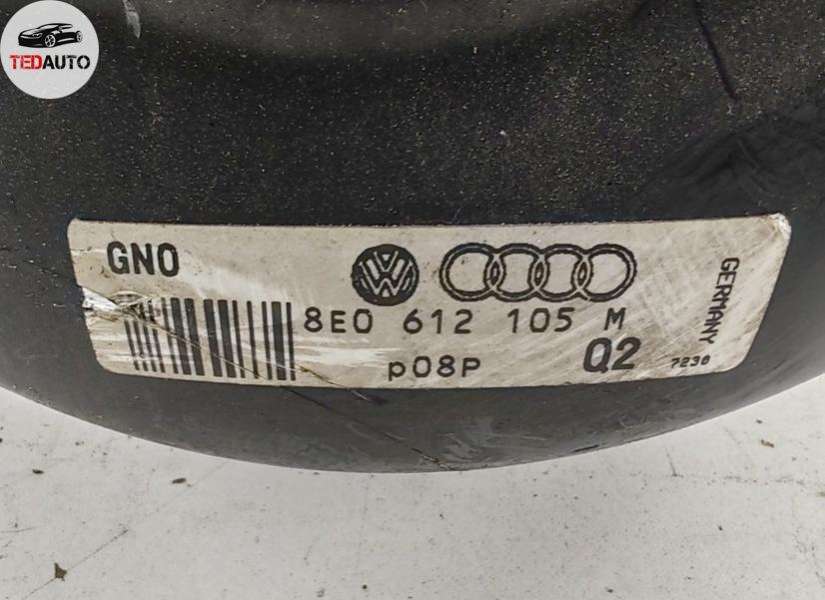 TEDAUTO
GNO
8E0 612 105 M
GERMANY
p08P
Q2
7230